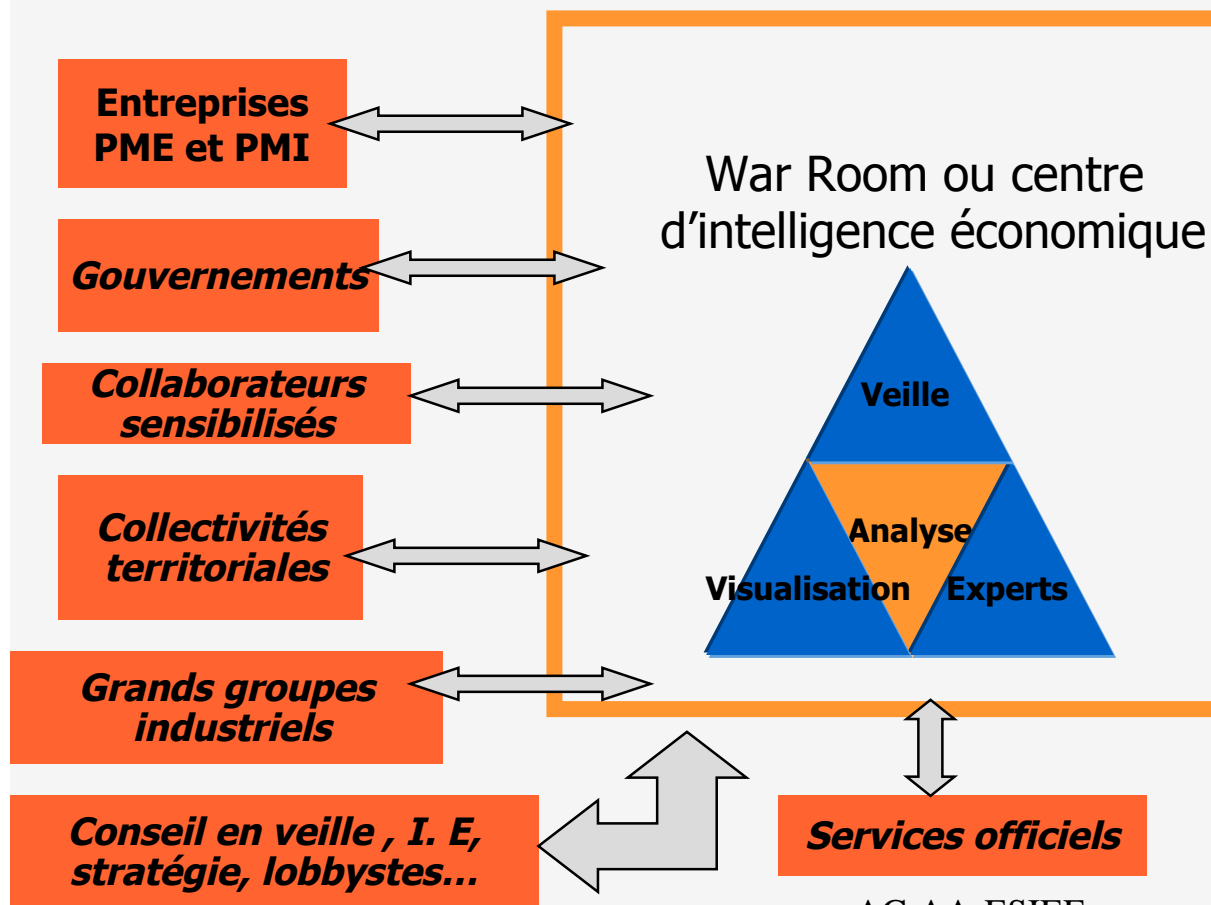 Entreprises
PME et PMI
Gouvernements
Collaborateurs
sensibilisés
Collectivités
territoriales
Grands groupes
industriels
Conseil en veille , I. E,
stratégie, lobbystes...
War Room ou centre
d’intelligence économique
Veille
Analyse
Visualisation Experts
Services officiels